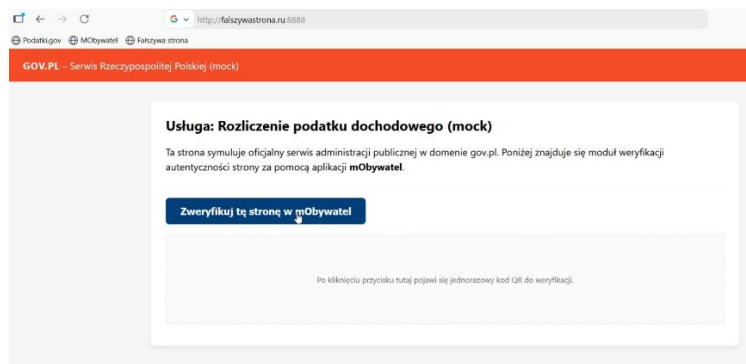 http://falszywastrona.ru:8888
Podatki.gov MObywatel Fałszywa strona
GOV.PL – Serwis Rzeczypospolitej Polskiej (mock)
Usługa: Rozliczenie podatku dochodowego (mock)
Ta strona symuluje oficjalny serwis administracji publicznej w domenie gov.pl. Poniżej znajduje się moduł weryfikacji
autentyczności strony za pomocą aplikacji mObywatel.
Zweryfikuj tę stronę w mObywatel
Po kliknięciu przycisku tutaj pojawi się jednorazowy kod QR do weryfikacji.